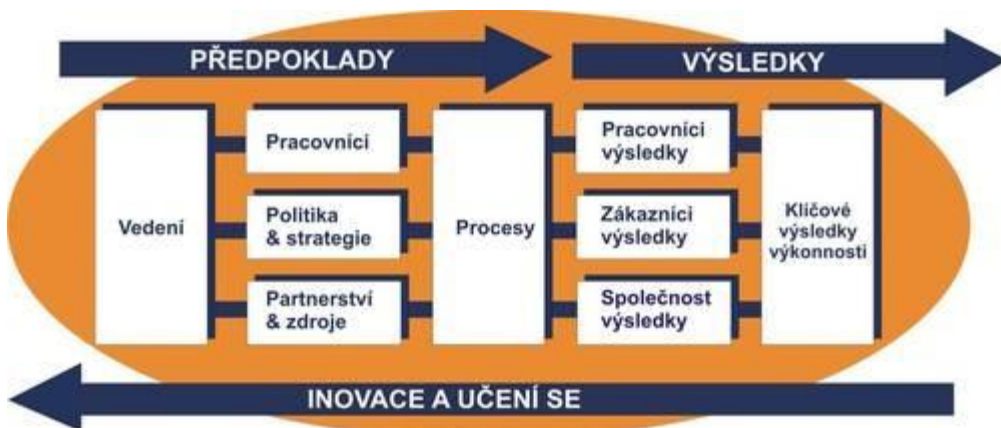 PŘEDPOKLADY
VÝSLEDKY
Vedení
Pracovníci
Politika
& strategie
Partnerství
& zdroje
Procesy
Pracovníci
výsledky
Zákazníci
výsledky
Společnost
výsledky
Klíčové
výsledky
výkonnosti
INOVACE A UČENÍ SE